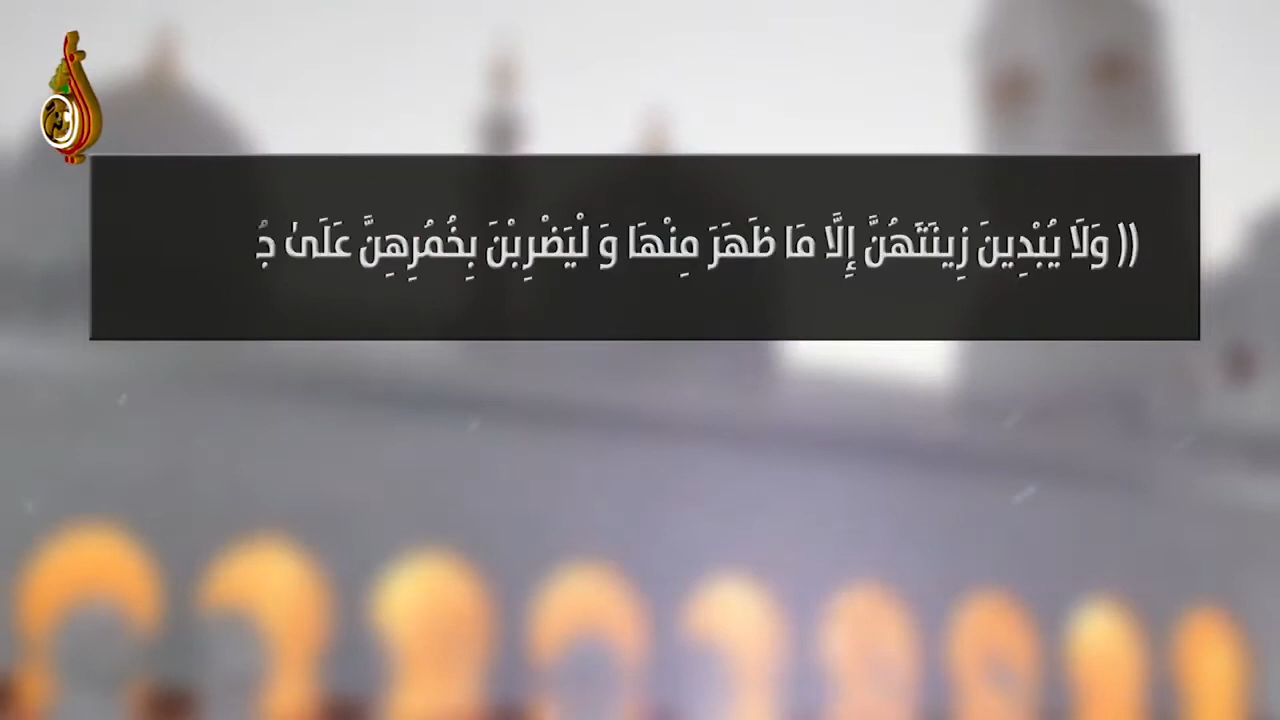 (( وَلَا يُبْدِينَ زِينَتَهُنَّ إِلَّا مَا ظَهَرَ مِنْهَا وَ لْيَضْرِبْنَ بِخُمُرِهِنَّ عَلَىٰ جُ